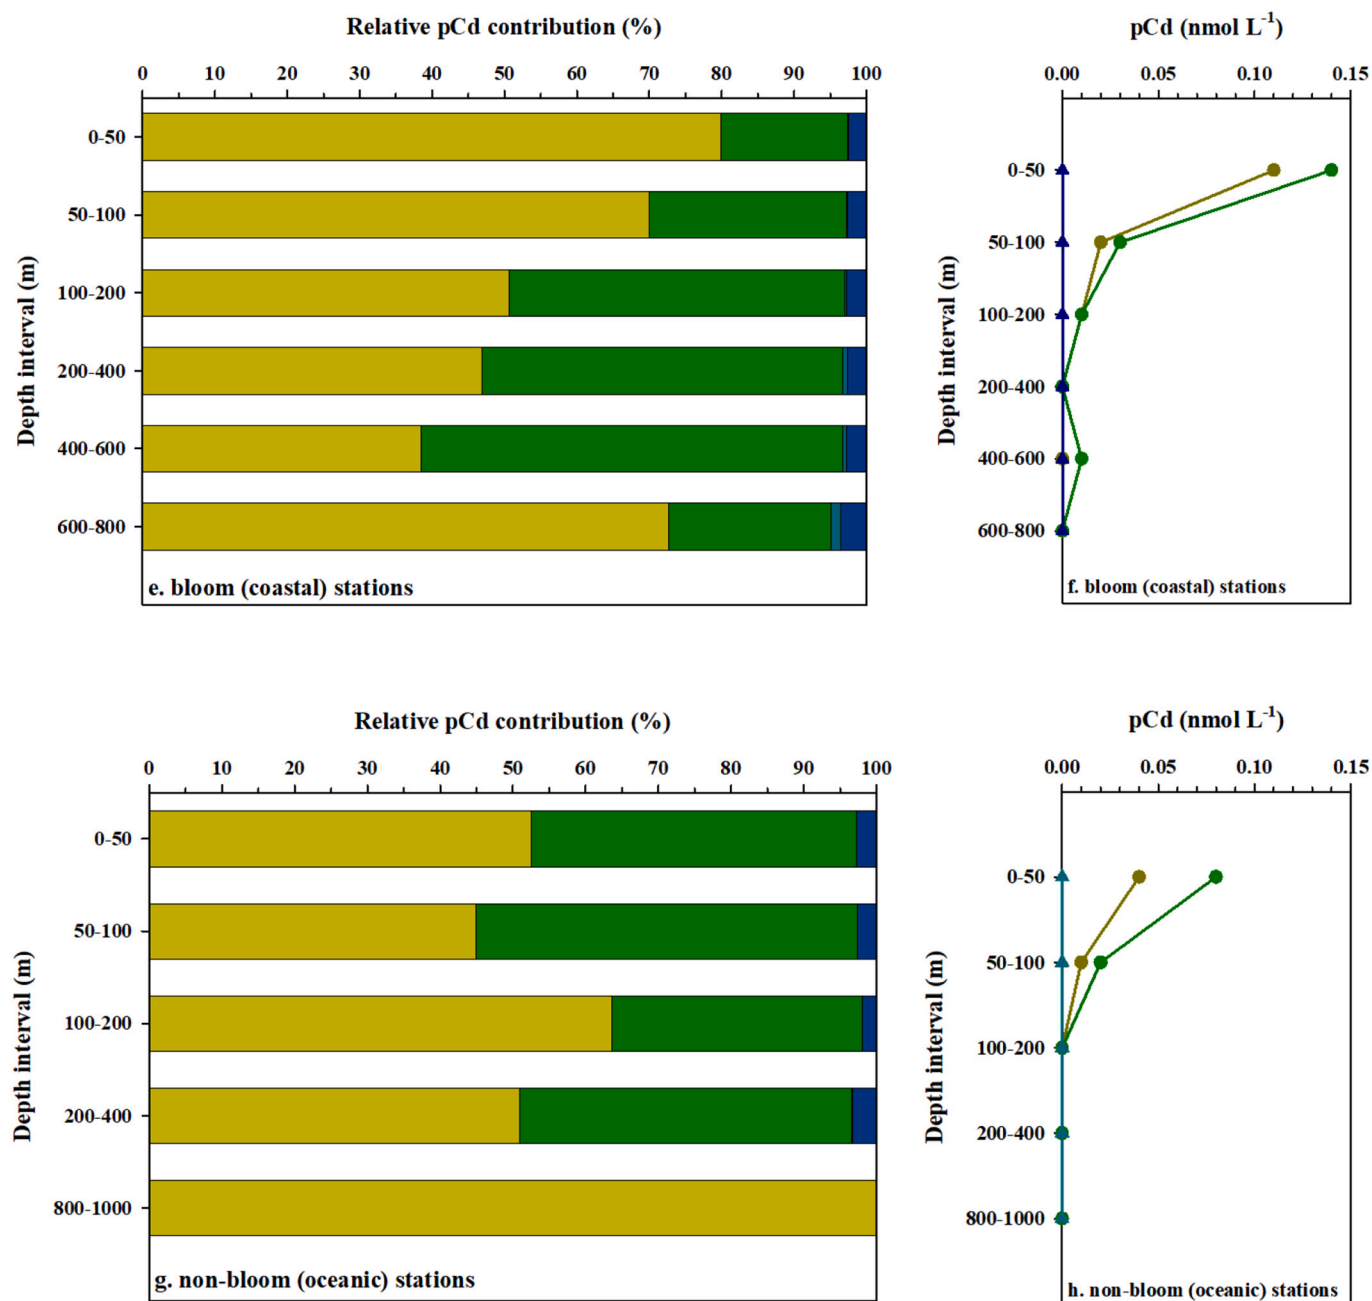 Relative pCd contribution (%)
0 10 20 30 40 50 60 70 80 90 100
Depth interval (m)
0-50
50-100
100-200
200-400
400-600
600-800
e. bloom (coastal) stations
pCd (nmol L⁻¹)
0.00 0.05 0.10 0.15
Depth interval (m)
0-50
50-100
100-200
200-400
400-600
600-800
f. bloom (coastal) stations
Relative pCd contribution (%)
0 10 20 30 40 50 60 70 80 90 100
Depth interval (m)
0-50
50-100
100-200
200-400
800-1000
g. non-bloom (oceanic) stations
pCd (nmol L⁻¹)
0.00 0.05 0.10 0.15
Depth interval (m)
0-50
50-100
100-200
200-400
800-1000
h. non-bloom (oceanic) stations